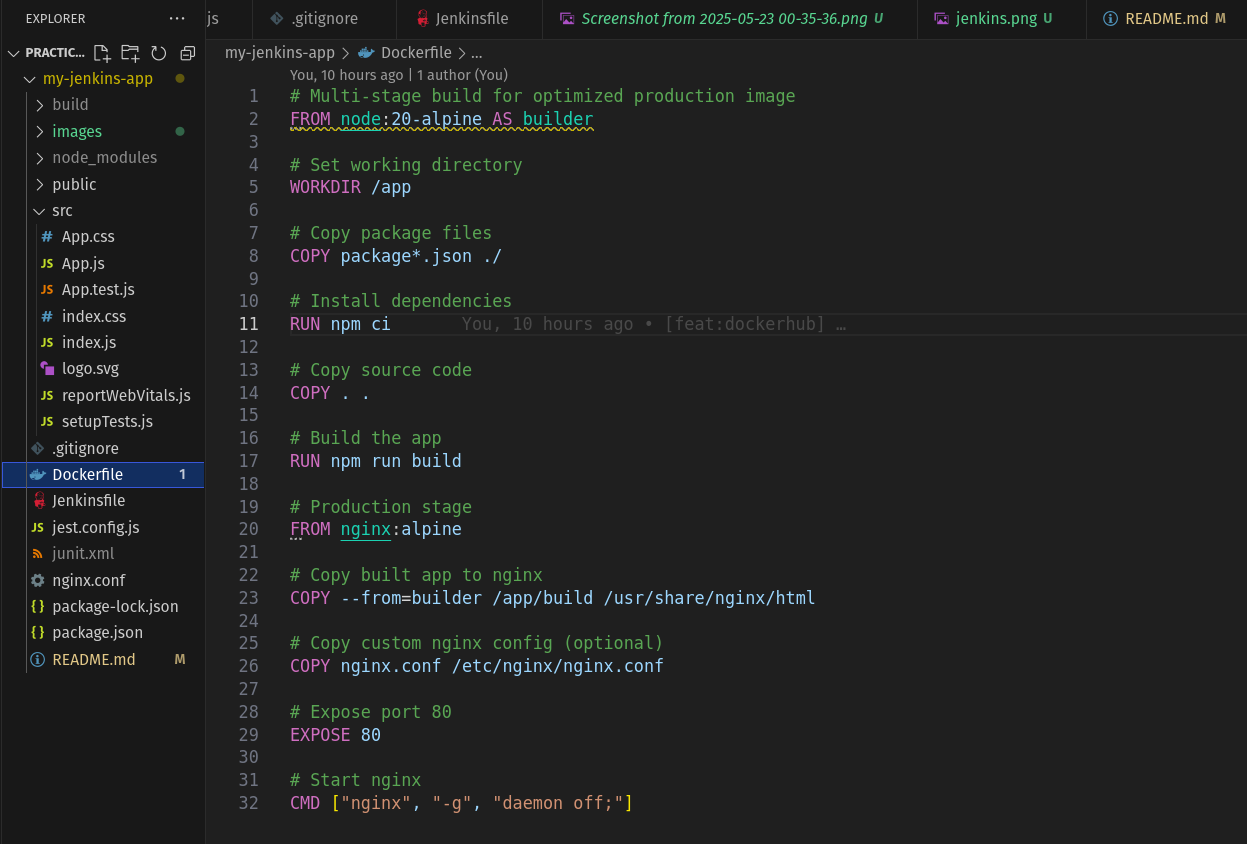 EXPLORER ...
js
.gitignore
Jenkinsfile
Screenshot from 2025-05-23 00-35-36.png U
jenkins.png U
README.md M
PRACTIC...
my-jenkins-app
build
images
node_modules
public
src
# App.css
JS App.js
JS App.test.js
# index.css
JS index.js
logo.svg
JS reportWebVitals.js
JS setupTests.js
.gitignore
Dockerfile 1
Jenkinsfile
JS jest.config.js
junit.xml
nginx.conf
{} package-lock.json
{} package.json
README.md M
my-jenkins-app > Dockerfile > ...
You, 10 hours ago | 1 author (You)
1 # Multi-stage build for optimized production image
2 FROM node:20-alpine AS builder
3
4 # Set working directory
5 WORKDIR /app
6
7 # Copy package files
8 COPY package*.json ./
9
10 # Install dependencies
11 RUN npm ci You, 10 hours ago • [feat:dockerhub] …
12
13 # Copy source code
14 COPY . .
15
16 # Build the app
17 RUN npm run build
18
19 # Production stage
20 FROM nginx:alpine
21
22 # Copy built app to nginx
23 COPY --from=builder /app/build /usr/share/nginx/html
24
25 # Copy custom nginx config (optional)
26 COPY nginx.conf /etc/nginx/nginx.conf
27
28 # Expose port 80
29 EXPOSE 80
30
31 # Start nginx
32 CMD ["nginx", "-g", "daemon off;"]